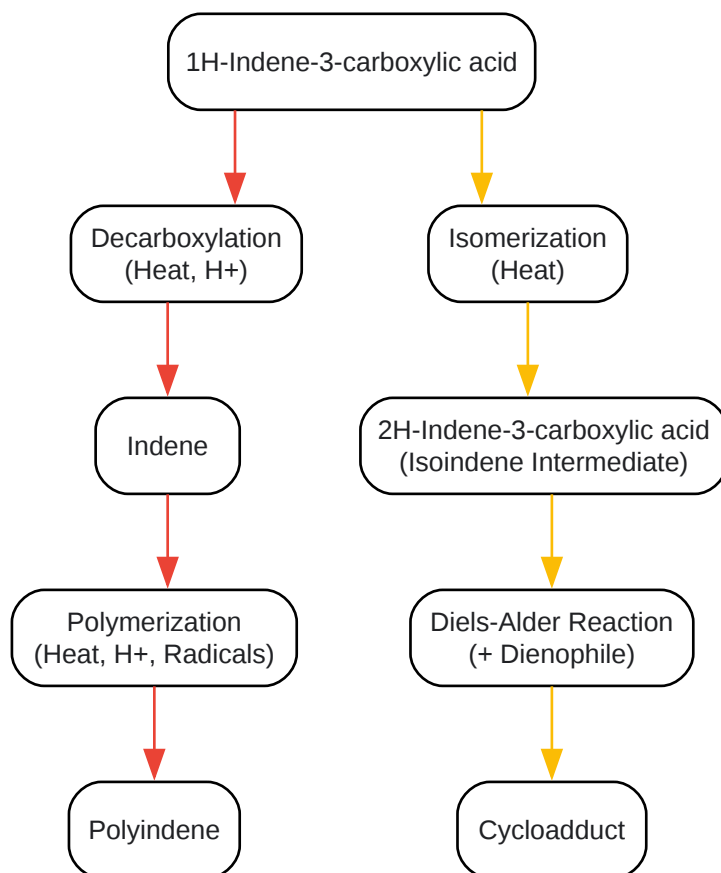 1H-Indene-3-carboxylic acid
Decarboxylation
(Heat, H+)
Isomerization
(Heat)
Indene
2H-Indene-3-carboxylic acid
(Isoindene Intermediate)
Polymerization
(Heat, H+, Radicals)
Diels-Alder Reaction
(+ Dienophile)
Polyindene
Cycloadduct